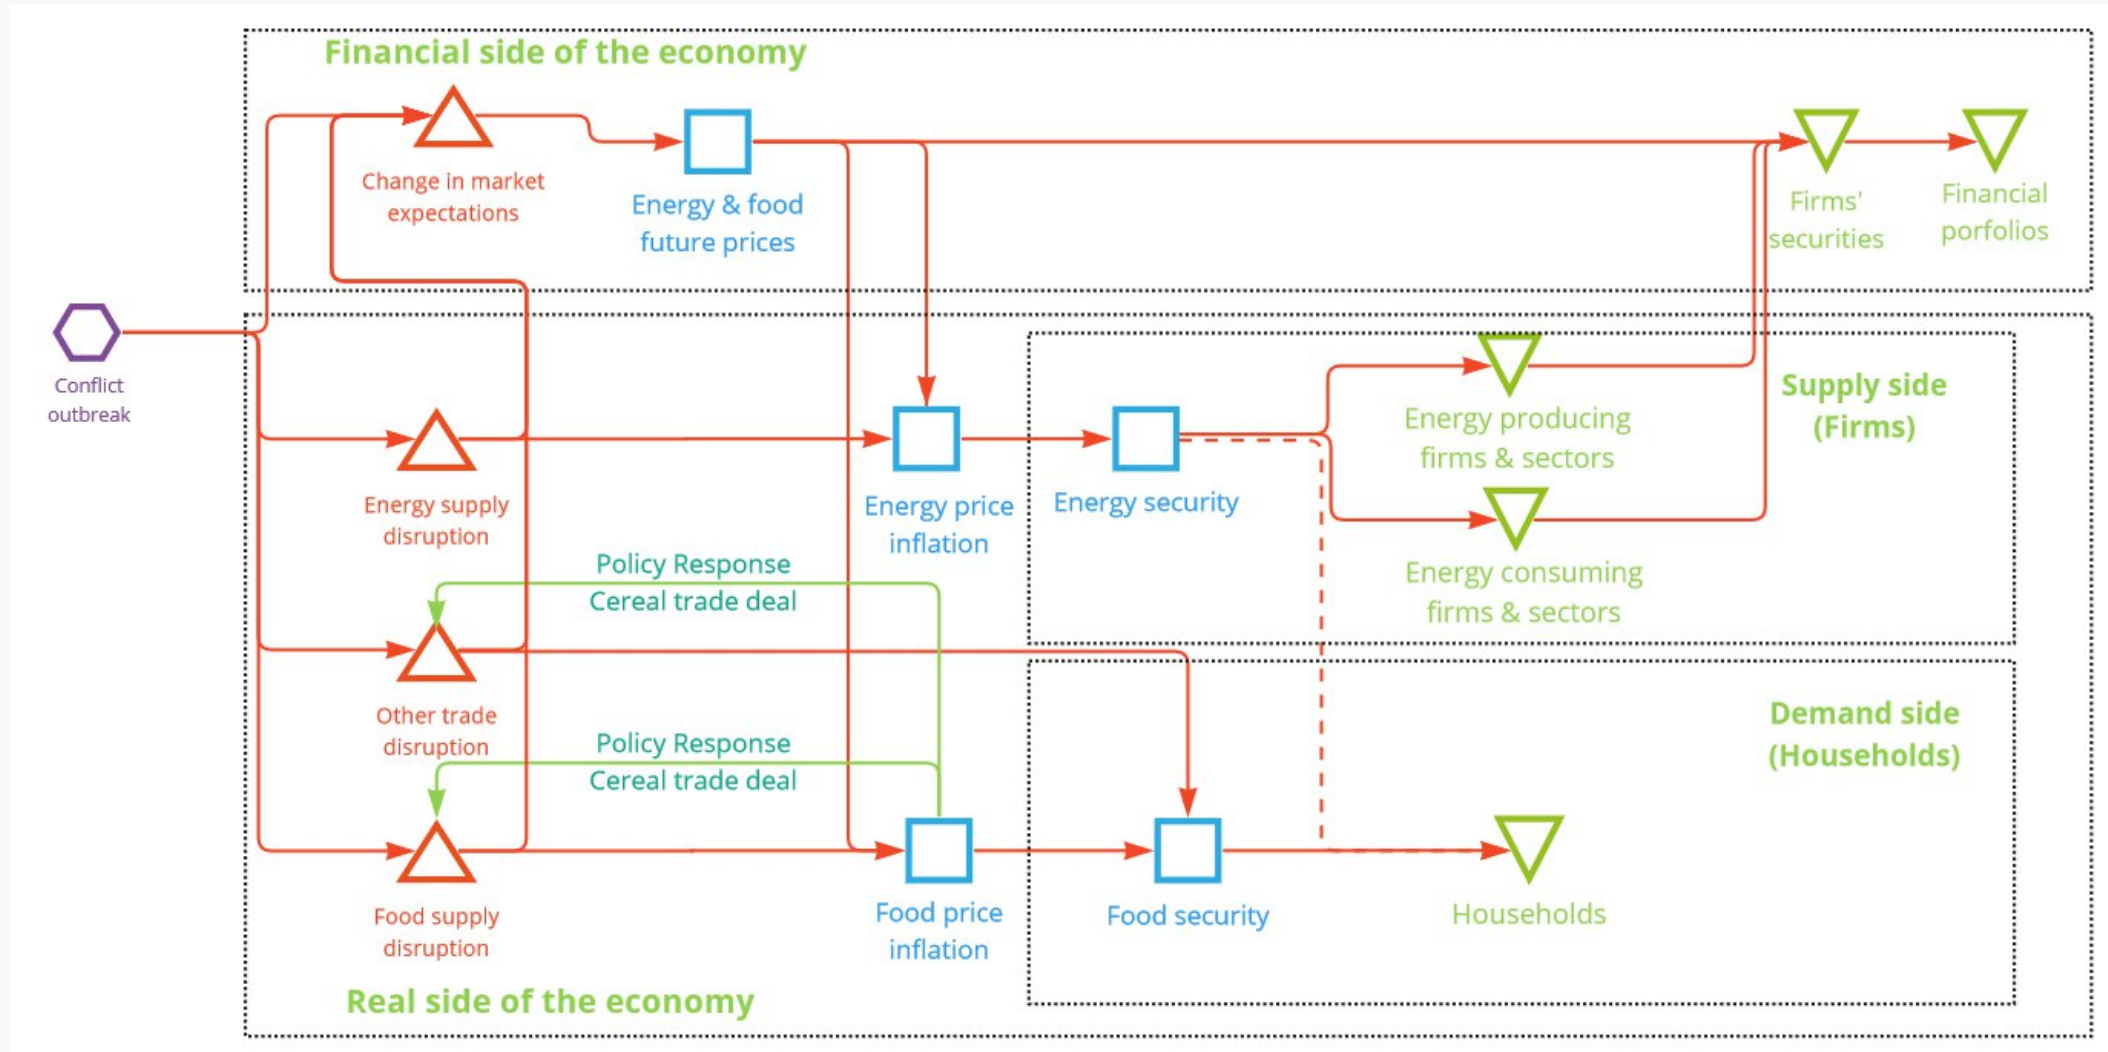 Financial side of the economy
Change in market
expectations
Energy & food
future prices
Firms'
securities
Financial
porfolios
Conflict
outbreak
Supply side
(Firms)
Energy producing
firms & sectors
Energy supply
disruption
Energy price
inflation
Energy security
Policy Response
Cereal trade deal
Energy consuming
firms & sectors
Other trade
disruption
Policy Response
Cereal trade deal
Demand side
(Households)
Food supply
disruption
Food price
inflation
Food security
Households
Real side of the economy